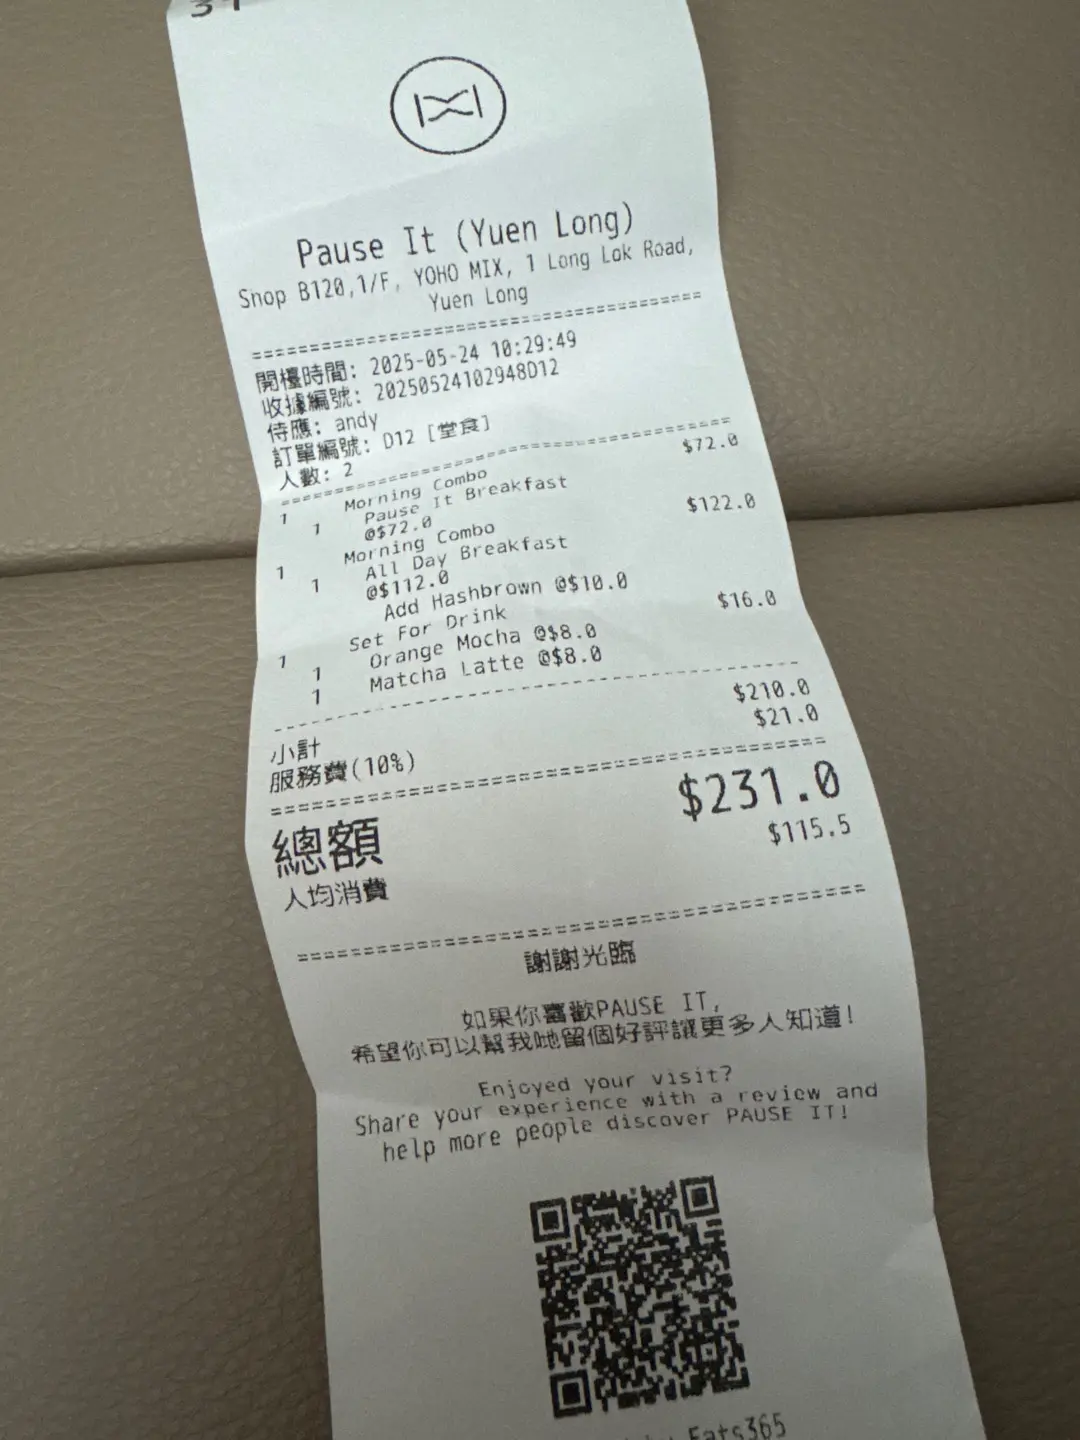 Pause It (Yuen Long)
Shop B120,1/F, YOHO MIX, 1 Long Lok Road,
Yuen Long
開檯時間: 2025-05-24 10:29:49
收據編號: 20250524102948D12
侍應: andy
訂單編號: D12 [堂食]
人數: 2
1 Morning Combo $72.0
1 Pause It Breakfast
@$72.0
1 Morning Combo $122.0
1 All Day Breakfast
@$112.0
Add Hashbrown @$10.0
1 Set For Drink $16.0
1 Orange Mocha @$8.0
1 Matcha Latte @$8.0
小計 $210.0
服務費(10%) $21.0
總額 $231.0
人均消費 $115.5
謝謝光臨
如果你喜歡PAUSE IT,
希望你可以幫我哋留個好評讓更多人知道!
Enjoyed your visit?
Share your experience with a review and
help more people discover PAUSE IT!
Eats365